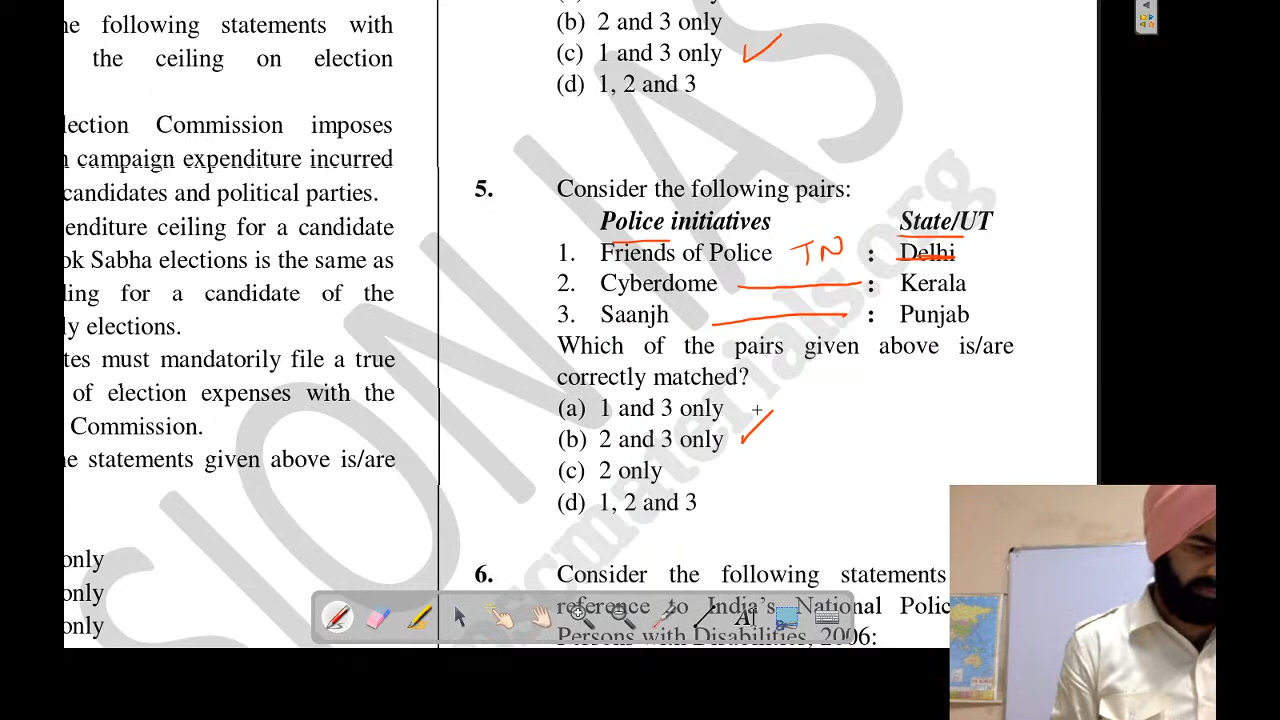 he following statements with
the ceiling on election
lection Commission imposes
campaign expenditure incurred
candidates and political parties.
enditure ceiling for a candidate
ok Sabha elections is the same as
ling for a candidate of the
ly elections.
tes must mandatorily file a true
of election expenses with the
Commission.
he statements given above is/are
only
only
only
(b) 2 and 3 only
(c) 1 and 3 only
(d) 1, 2 and 3
5. Consider the following pairs:
Police initiatives State/UT
1. Friends of Police TN : Delhi
2. Cyberdome : Kerala
3. Saanjh : Punjab
Which of the pairs given above is/are
correctly matched?
(a) 1 and 3 only
(b) 2 and 3 only
(c) 2 only
(d) 1, 2 and 3
6. Consider the following statements
reference to India's National Polic
Persons with Disabilities, 2006:
SION IAS
scmaterials.org